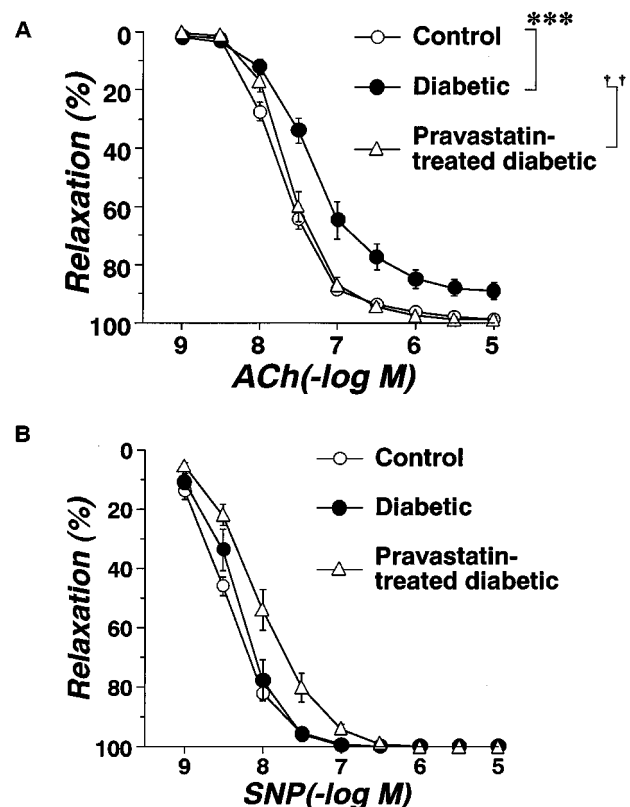 A
0
20
40
60
80
100
Relaxation (%)
9
8
7
6
5
ACh(-log M)
Control
Diabetic
Pravastatin-
treated diabetic
***
† †
B
0
20
40
60
80
100
Relaxation (%)
9
8
7
6
5
SNP(-log M)
Control
Diabetic
Pravastatin-
treated diabetic